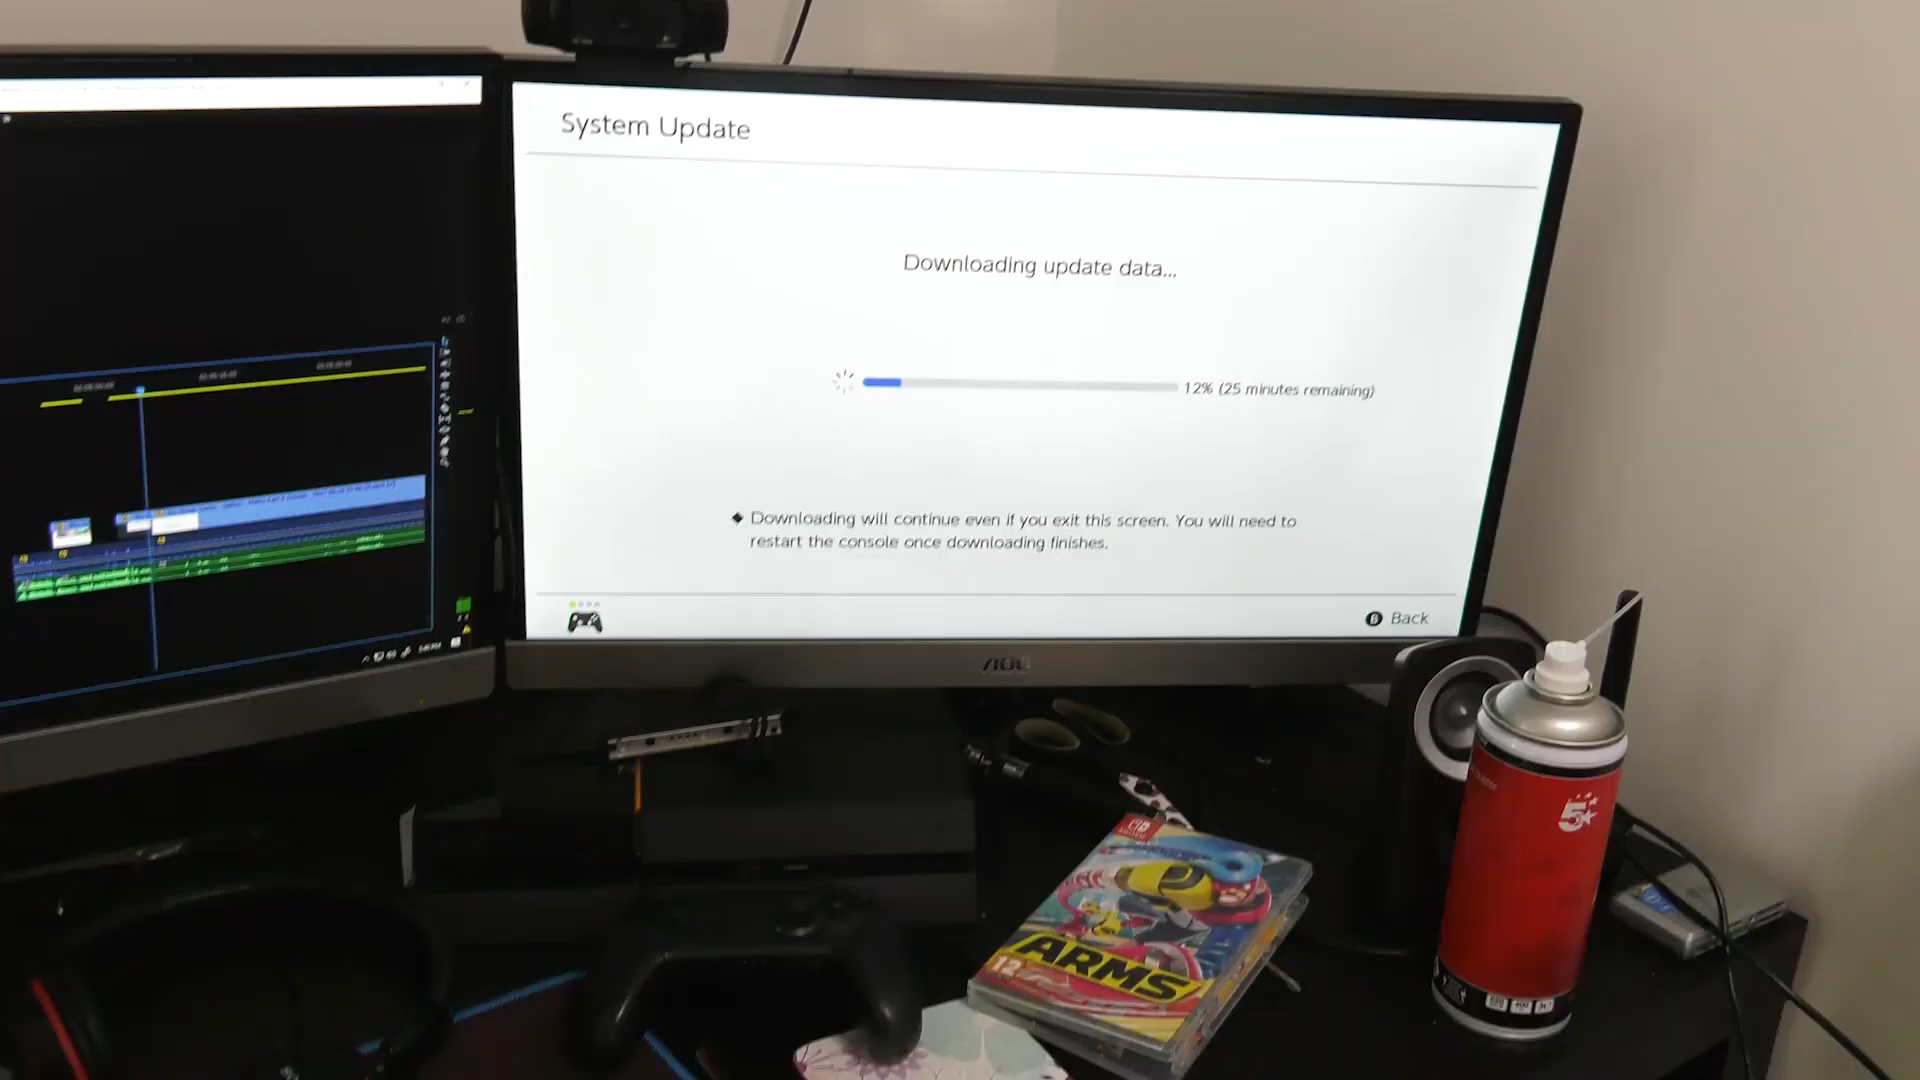 System Update
Downloading update data...
12% (25 minutes remaining)
◆ Downloading will continue even if you exit this screen. You will need to
restart the console once downloading finishes.
B Back
AOC
5
ARMS
12